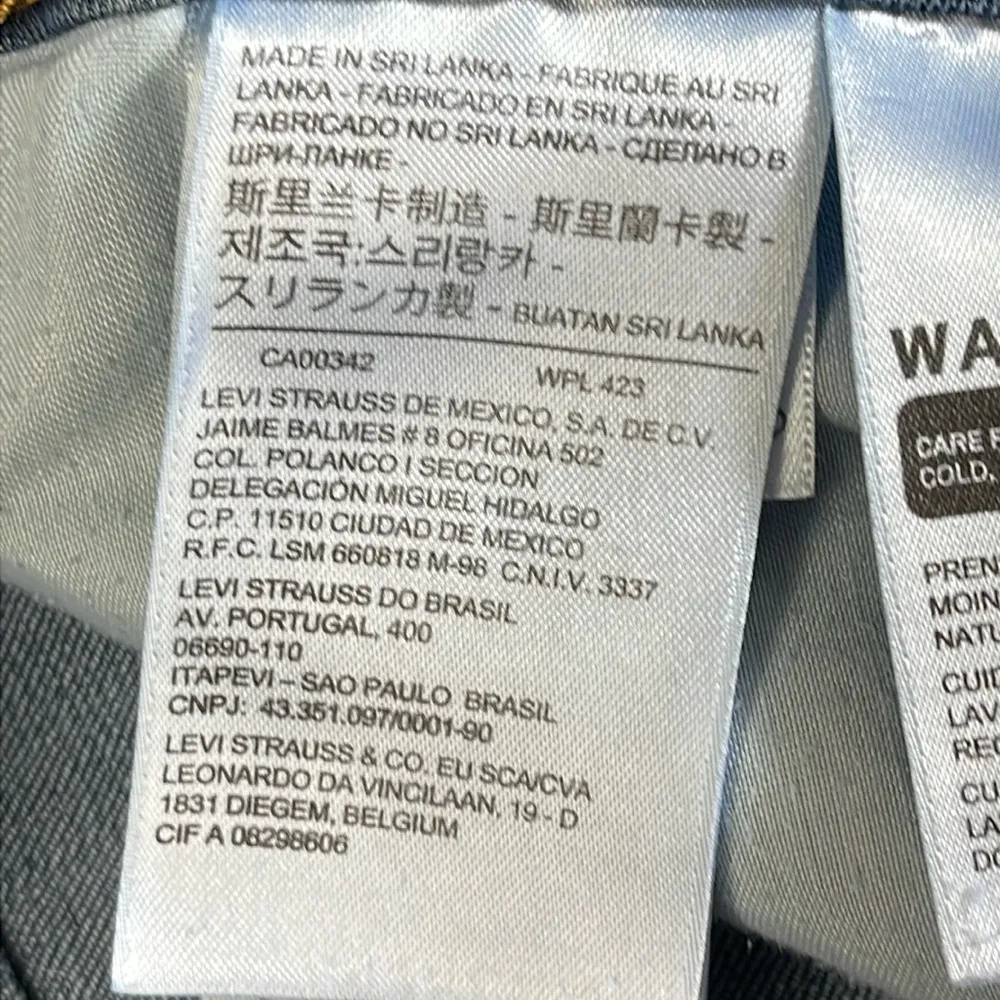 MADE IN SRI LANKA - FABRIQUE AU SRI
LANKA - FABRICADO EN SRI LANKA -
FABRICADO NO SRI LANKA - СДЕЛАНО В
ШРИ-ЛАНКЕ -
斯里兰卡制造 - 斯里蘭卡製 -
제조국:스리랑카 -
スリランカ製 - BUATAN SRI LANKA
CA00342 WPL 423
LEVI STRAUSS DE MEXICO, S.A. DE C.V.
JAIME BALMES # 8 OFICINA 502
COL. POLANCO I SECCION
DELEGACIÓN MIGUEL HIDALGO
C.P. 11510 CIUDAD DE MEXICO
R.F.C. LSM 660818 M-98 C.N.I.V. 3337
LEVI STRAUSS DO BRASIL
AV. PORTUGAL, 400
06690-110
ITAPEVI – SAO PAULO BRASIL
CNPJ: 43.351.097/0001-90
LEVI STRAUSS & CO. EU SCA/CVA
LEONARDO DA VINCILAAN, 19 - D
1831 DIEGEM, BELGIUM
CIF A 08298606
WA
CARE
COLD,
PREN
MOIN
NATU
CUID
LAV
RE
CU
LA
DO